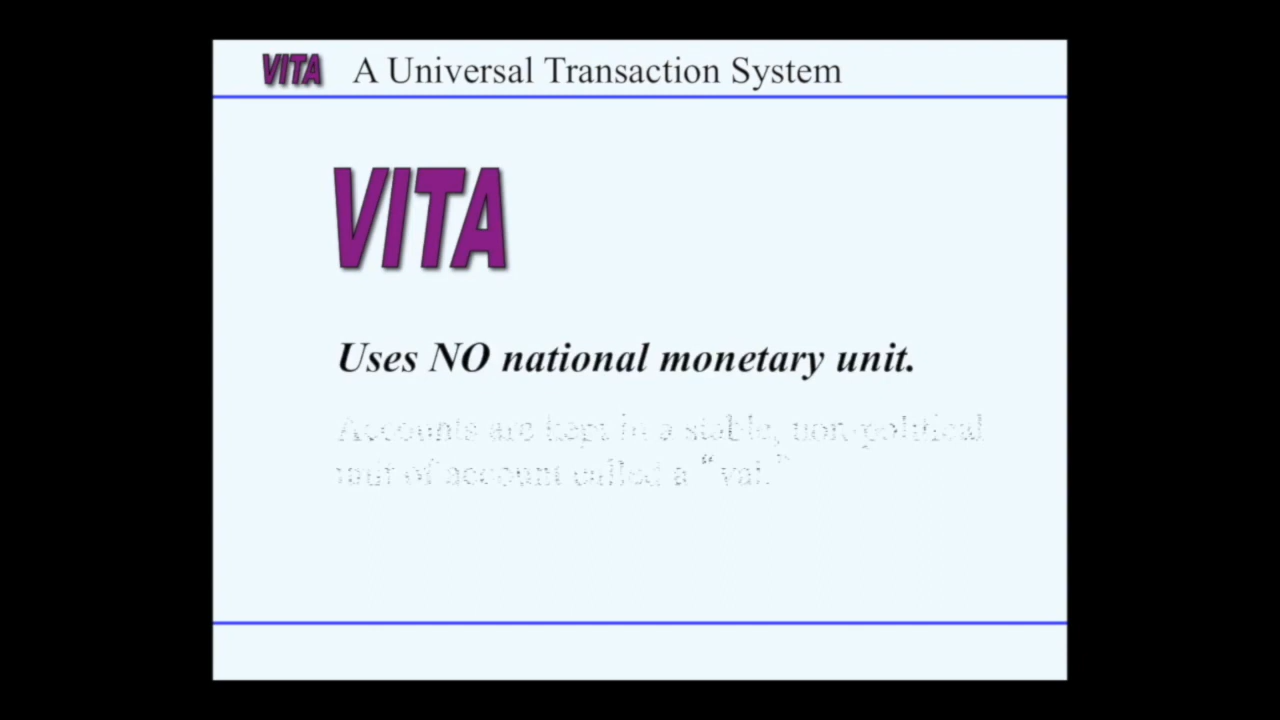 VITA A Universal Transaction System
VITA
Uses NO national monetary unit.
Accounts are kept in a stable, non-political
unit of account called a “val.”